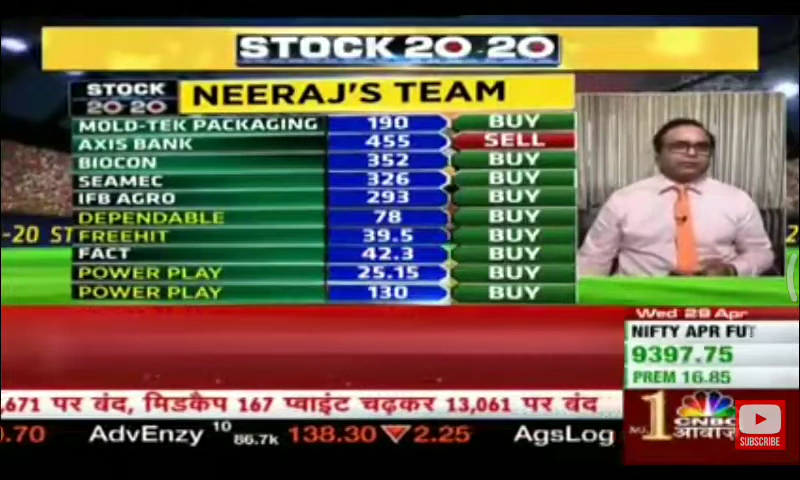 STOCK 20 20
STOCK
20 20
NEERAJ'S TEAM
MOLD-TEK PACKAGING 190 BUY
AXIS BANK 455 SELL
BIOCON 352 BUY
SEAMEC 326 BUY
IFB AGRO 293 BUY
DEPENDABLE 78 BUY
-20 ST
FREEHIT 39.5 BUY
FACT 42.3 BUY
POWER PLAY 25.15 BUY
POWER PLAY 130 BUY
Wed 29 Apr
NIFTY APR FUT
9397.75
PREM 16.85
,671 पर बंद, मिडकैप 167 प्वाइंट चढ़कर 13,061 पर बंद
NO. 1 CNBC
आवाज़
SUBSCRIBE
0.70 AdvEnzy 10 86.7k 138.30 2.25 AgsLog